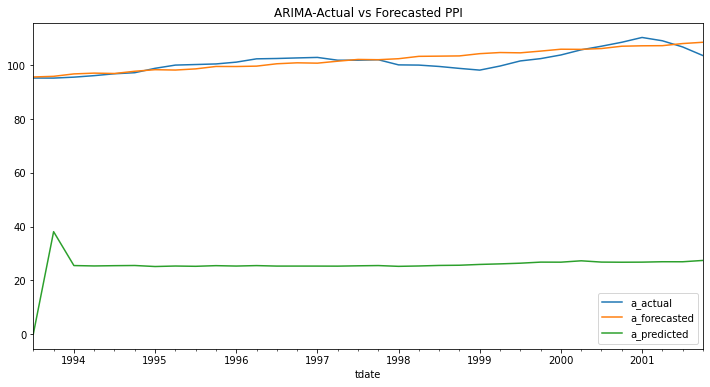 ARIMA-Actual vs Forecasted PPI
100
80
60
40
20
0
1994 1995 1996 1997 1998 1999 2000 2001
tdate
a_actual
a_forecasted
a_predicted